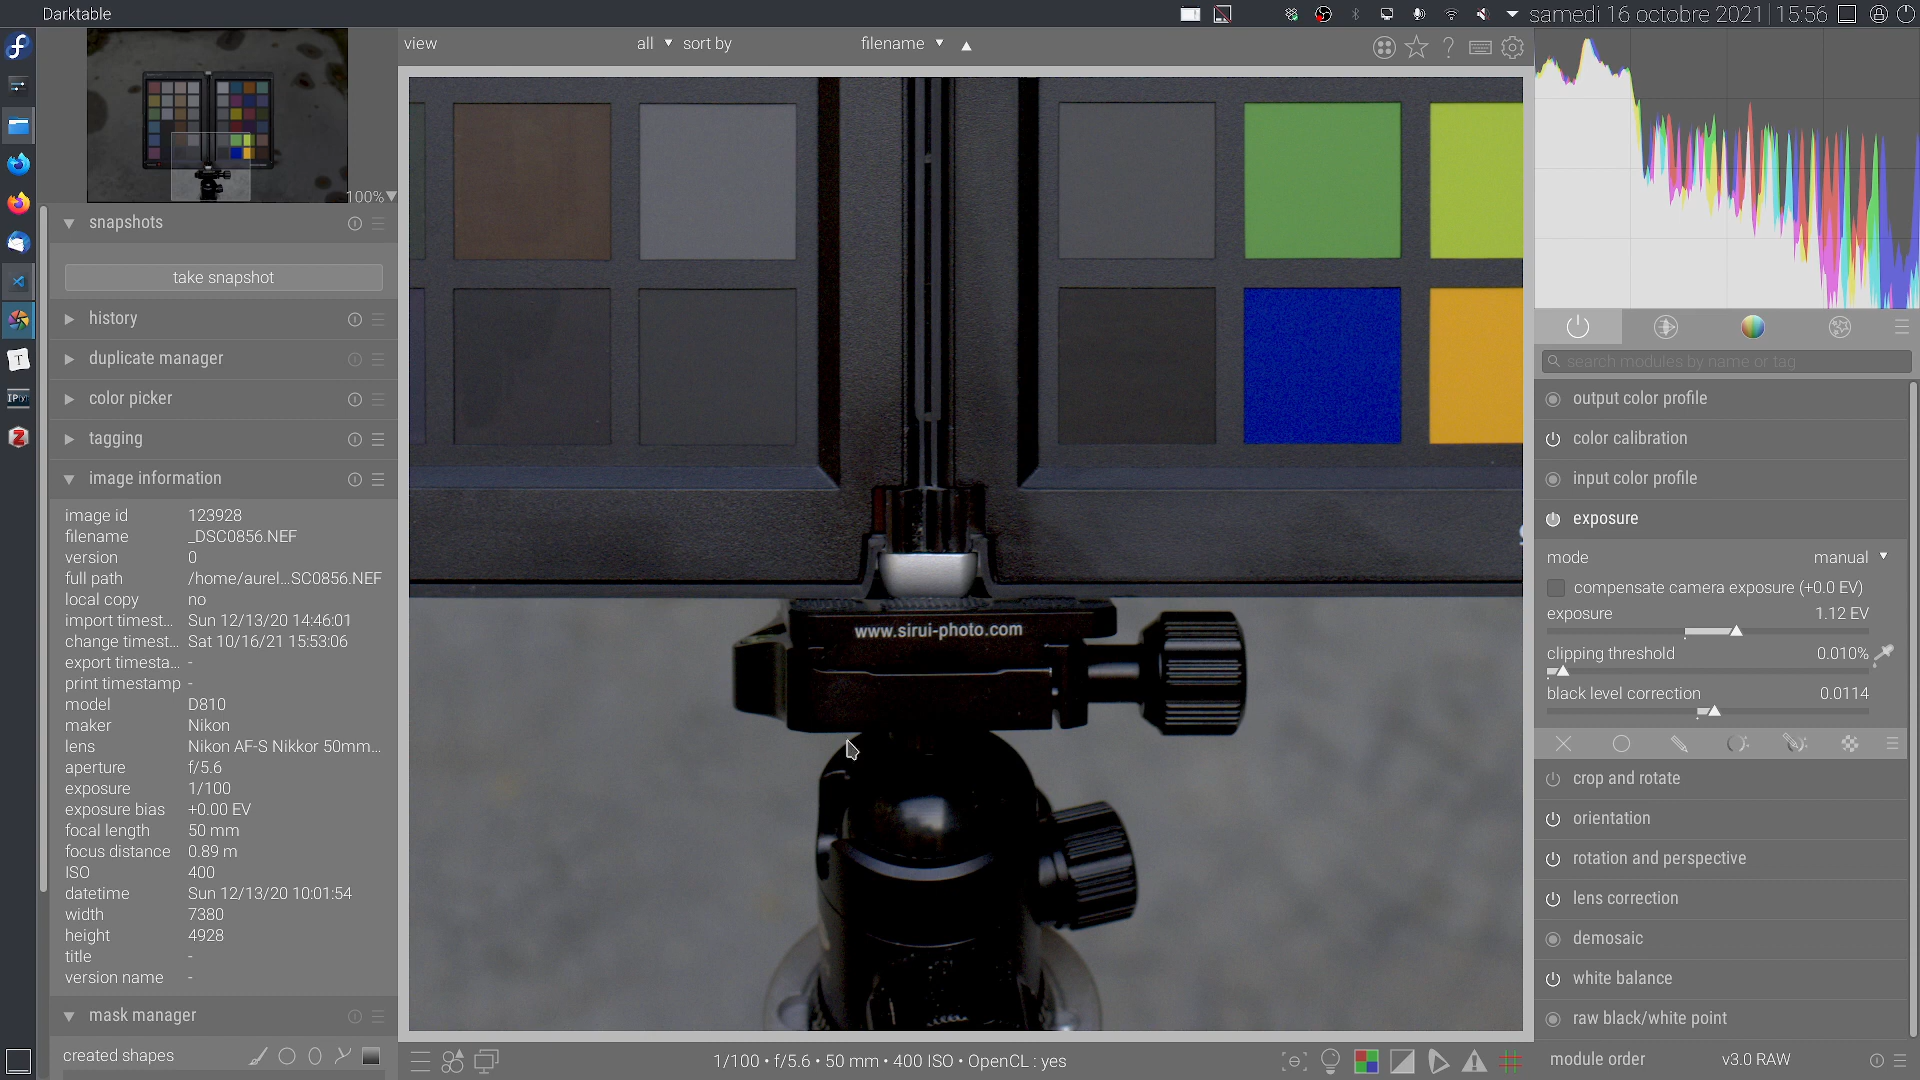 Darktable
samedi 16 octobre 2021 | 15:56
view
all
sort by
filename
100%
snapshots
take snapshot
history
duplicate manager
color picker
tagging
image information
image id 123928
filename _DSC0856.NEF
version 0
full path /home/aurel...SC0856.NEF
local copy no
import timest... Sun 12/13/20 14:46:01
change timest... Sat 10/16/21 15:53:06
export timesta... -
print timestamp -
model D810
maker Nikon
lens Nikon AF-S Nikkor 50mm...
aperture f/5.6
exposure 1/100
exposure bias +0.00 EV
focal length 50 mm
focus distance 0.89 m
ISO 400
datetime Sun 12/13/20 10:01:54
width 7380
height 4928
title -
version name -
mask manager
created shapes
www.sirui-photo.com
1/100 • f/5.6 • 50 mm • 400 ISO • OpenCL : yes
search modules by name or tag
output color profile
color calibration
input color profile
exposure
mode manual
compensate camera exposure (+0.0 EV)
exposure 1.12 EV
clipping threshold 0.010%
black level correction 0.0114
crop and rotate
orientation
rotation and perspective
lens correction
demosaic
white balance
raw black/white point
module order v3.0 RAW